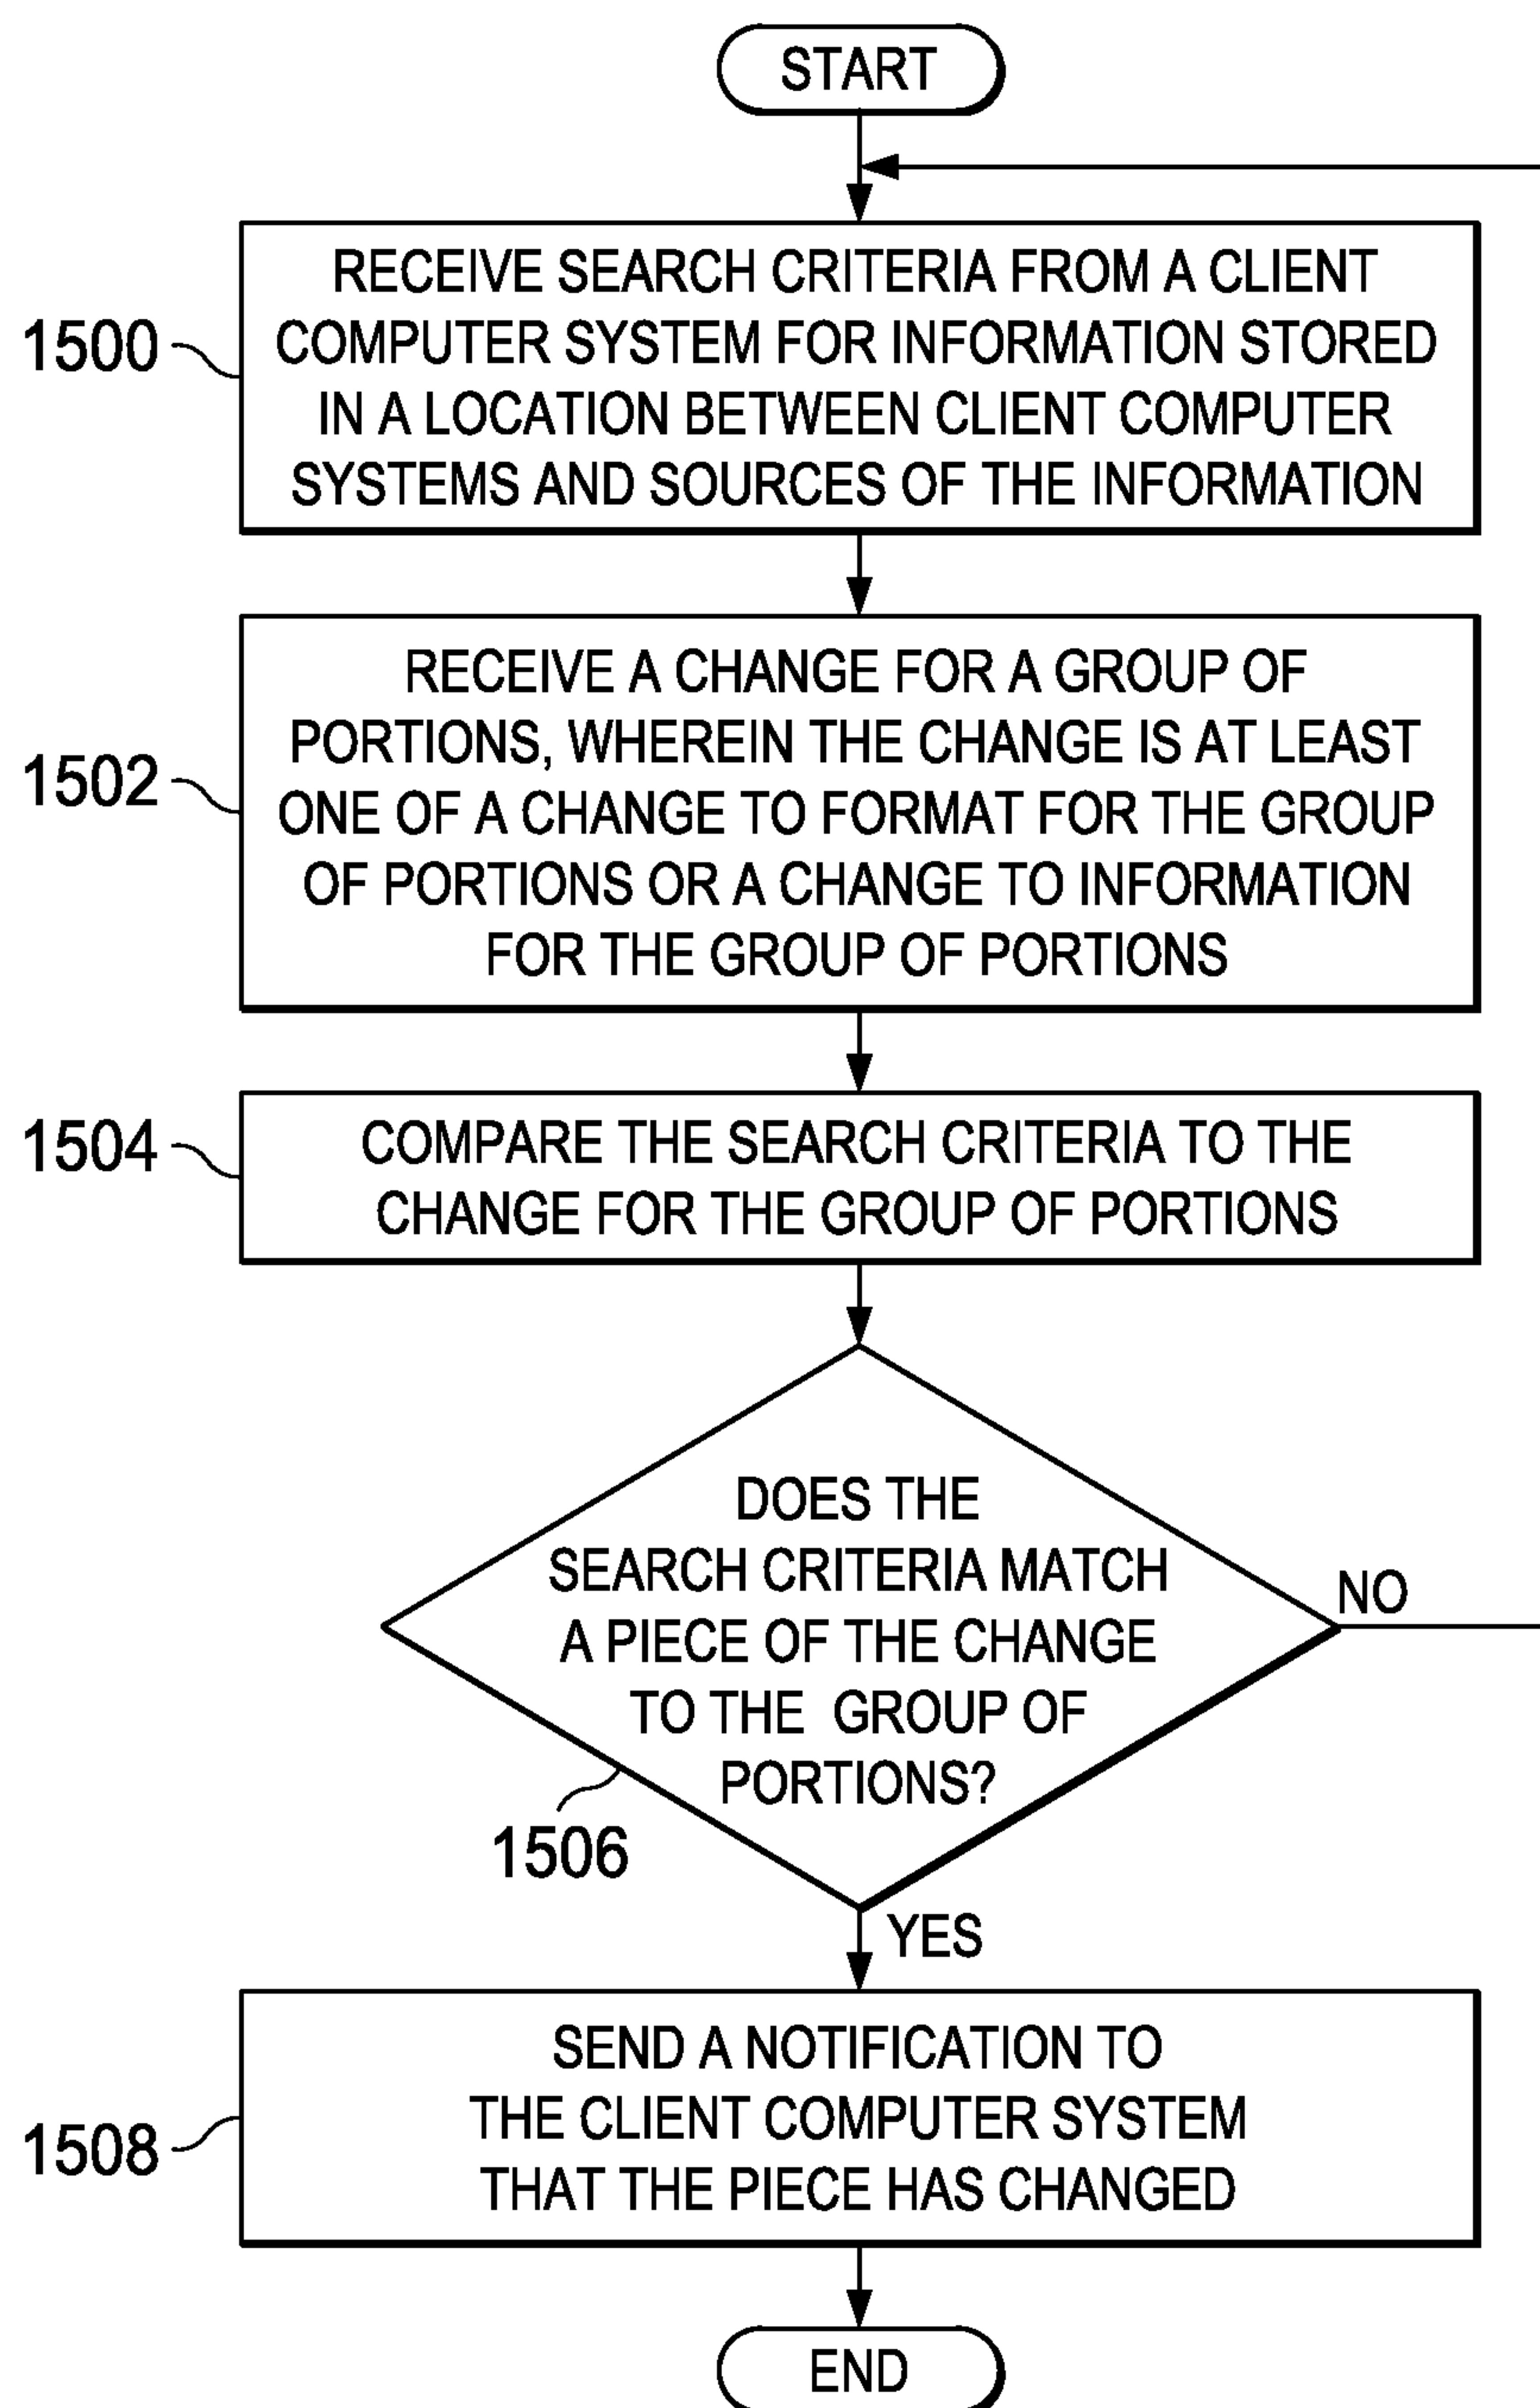 START
RECEIVE SEARCH CRITERIA FROM A CLIENT
COMPUTER SYSTEM FOR INFORMATION STORED
IN A LOCATION BETWEEN CLIENT COMPUTER
SYSTEMS AND SOURCES OF THE INFORMATION
1500
RECEIVE A CHANGE FOR A GROUP OF
PORTIONS, WHEREIN THE CHANGE IS AT LEAST
ONE OF A CHANGE TO FORMAT FOR THE GROUP
OF PORTIONS OR A CHANGE TO INFORMATION
FOR THE GROUP OF PORTIONS
1502
COMPARE THE SEARCH CRITERIA TO THE
CHANGE FOR THE GROUP OF PORTIONS
1504
DOES THE
SEARCH CRITERIA MATCH
A PIECE OF THE CHANGE
TO THE GROUP OF
PORTIONS?
NO
1506
YES
SEND A NOTIFICATION TO
THE CLIENT COMPUTER SYSTEM
THAT THE PIECE HAS CHANGED
1508
END